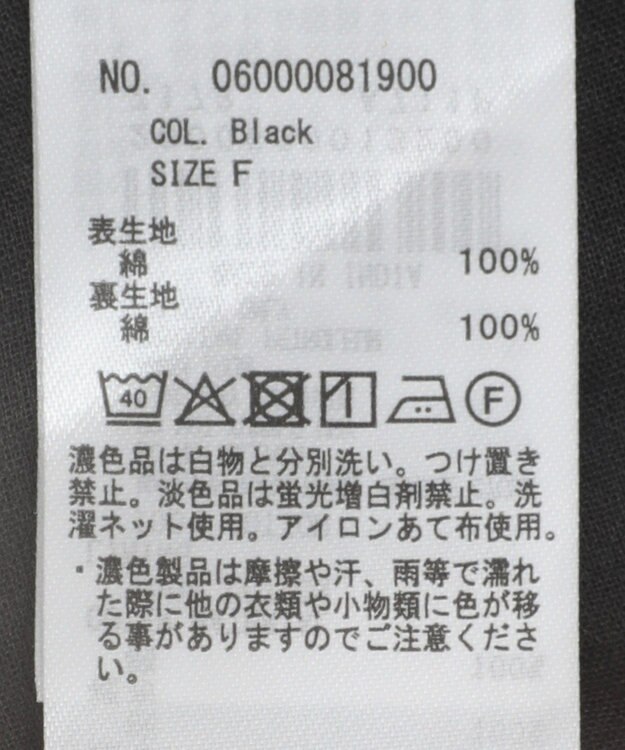 NO. 06000081900
COL. Black
SIZE F
表生地
綿 100%
裏生地
綿 100%
40
F
濃色品は白物と分別洗い。つけ置き
禁止。淡色品は蛍光増白剤禁止。洗
濯ネット使用。アイロンあて布使用。
・濃色製品は摩擦や汗、雨等で濡れ
た際に他の衣類や小物類に色が移
る事がありますのでご注意くださ
い。